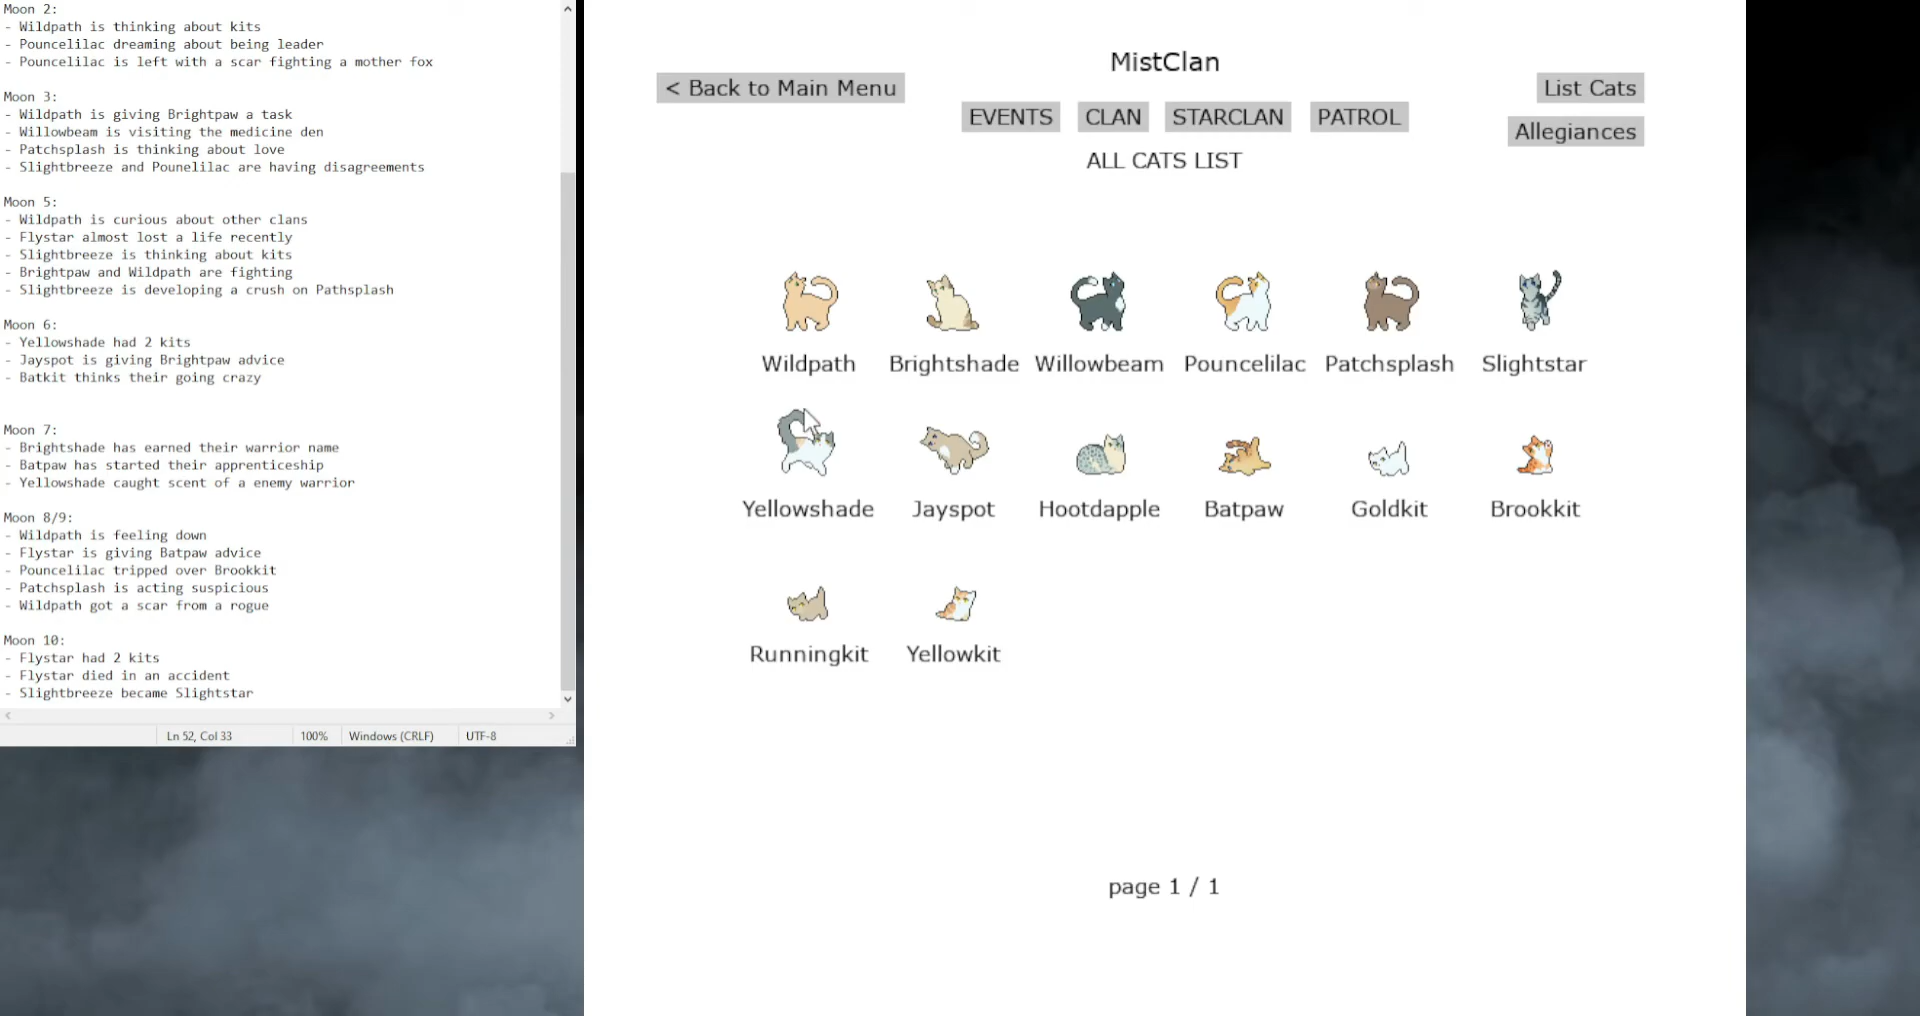 Moon 2:
- Wildpath is thinking about kits
- Pouncelilac dreaming about being leader
- Pouncelilac is left with a scar fighting a mother fox
Moon 3:
- Wildpath is giving Brightpaw a task
- Willowbeam is visiting the medicine den
- Patchsplash is thinking about love
- Slightbreeze and Pounelilac are having disagreements
Moon 5:
- Wildpath is curious about other clans
- Flystar almost lost a life recently
- Slightbreeze is thinking about kits
- Brightpaw and Wildpath are fighting
- Slightbreeze is developing a crush on Pathsplash
Moon 6:
- Yellowshade had 2 kits
- Jayspot is giving Brightpaw advice
- Batkit thinks their going crazy
Moon 7:
- Brightshade has earned their warrior name
- Batpaw has started their apprenticeship
- Yellowshade caught scent of a enemy warrior
Moon 8/9:
- Wildpath is feeling down
- Flystar is giving Batpaw advice
- Pouncelilac tripped over Brookkit
- Patchsplash is acting suspicious
- Wildpath got a scar from a rogue
Moon 10:
- Flystar had 2 kits
- Flystar died in an accident
- Slightbreeze became Slightstar
Ln 52, Col 33 100% Windows (CRLF) UTF-8
MistClan
< Back to Main Menu
List Cats
EVENTS CLAN STARCLAN PATROL
Allegiances
ALL CATS LIST
Wildpath Brightshade Willowbeam Pouncelilac Patchsplash Slightstar
Yellowshade Jayspot Hootdapple Batpaw Goldkit Brookkit
Runningkit Yellowkit
page 1 / 1